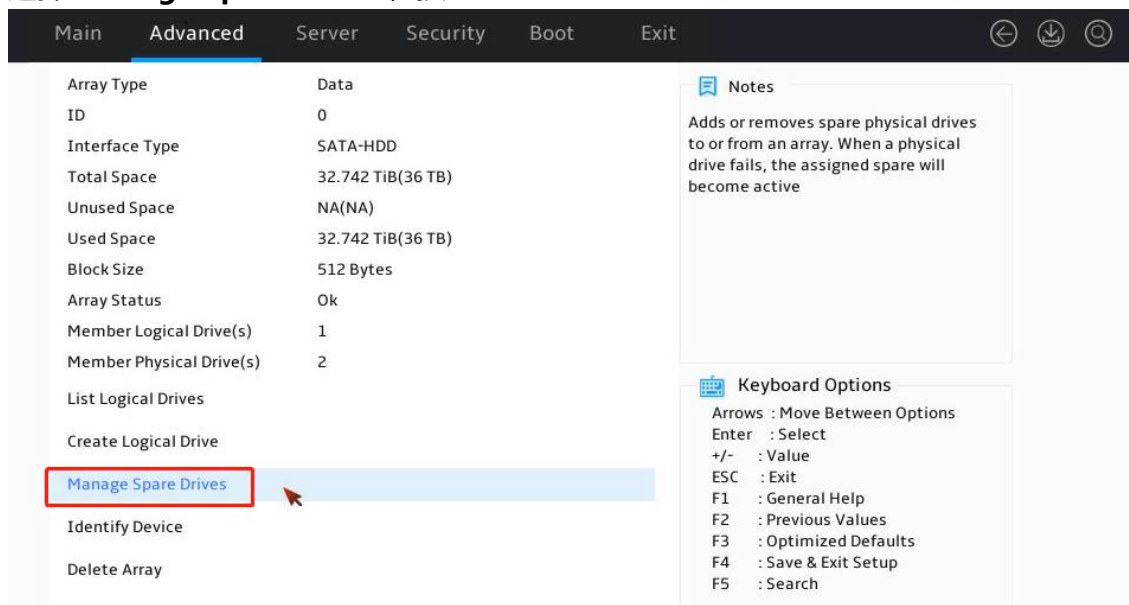 Main Advanced Server Security Boot Exit
Array Type Data
ID 0
Interface Type SATA-HDD
Total Space 32.742 TiB(36 TB)
Unused Space NA(NA)
Used Space 32.742 TiB(36 TB)
Block Size 512 Bytes
Array Status Ok
Member Logical Drive(s) 1
Member Physical Drive(s) 2
List Logical Drives
Create Logical Drive
Manage Spare Drives
Identify Device
Delete Array
Notes
Adds or removes spare physical drives
to or from an array. When a physical
drive fails, the assigned spare will
become active
Keyboard Options
Arrows : Move Between Options
Enter : Select
+/- : Value
ESC : Exit
F1 : General Help
F2 : Previous Values
F3 : Optimized Defaults
F4 : Save & Exit Setup
F5 : Search